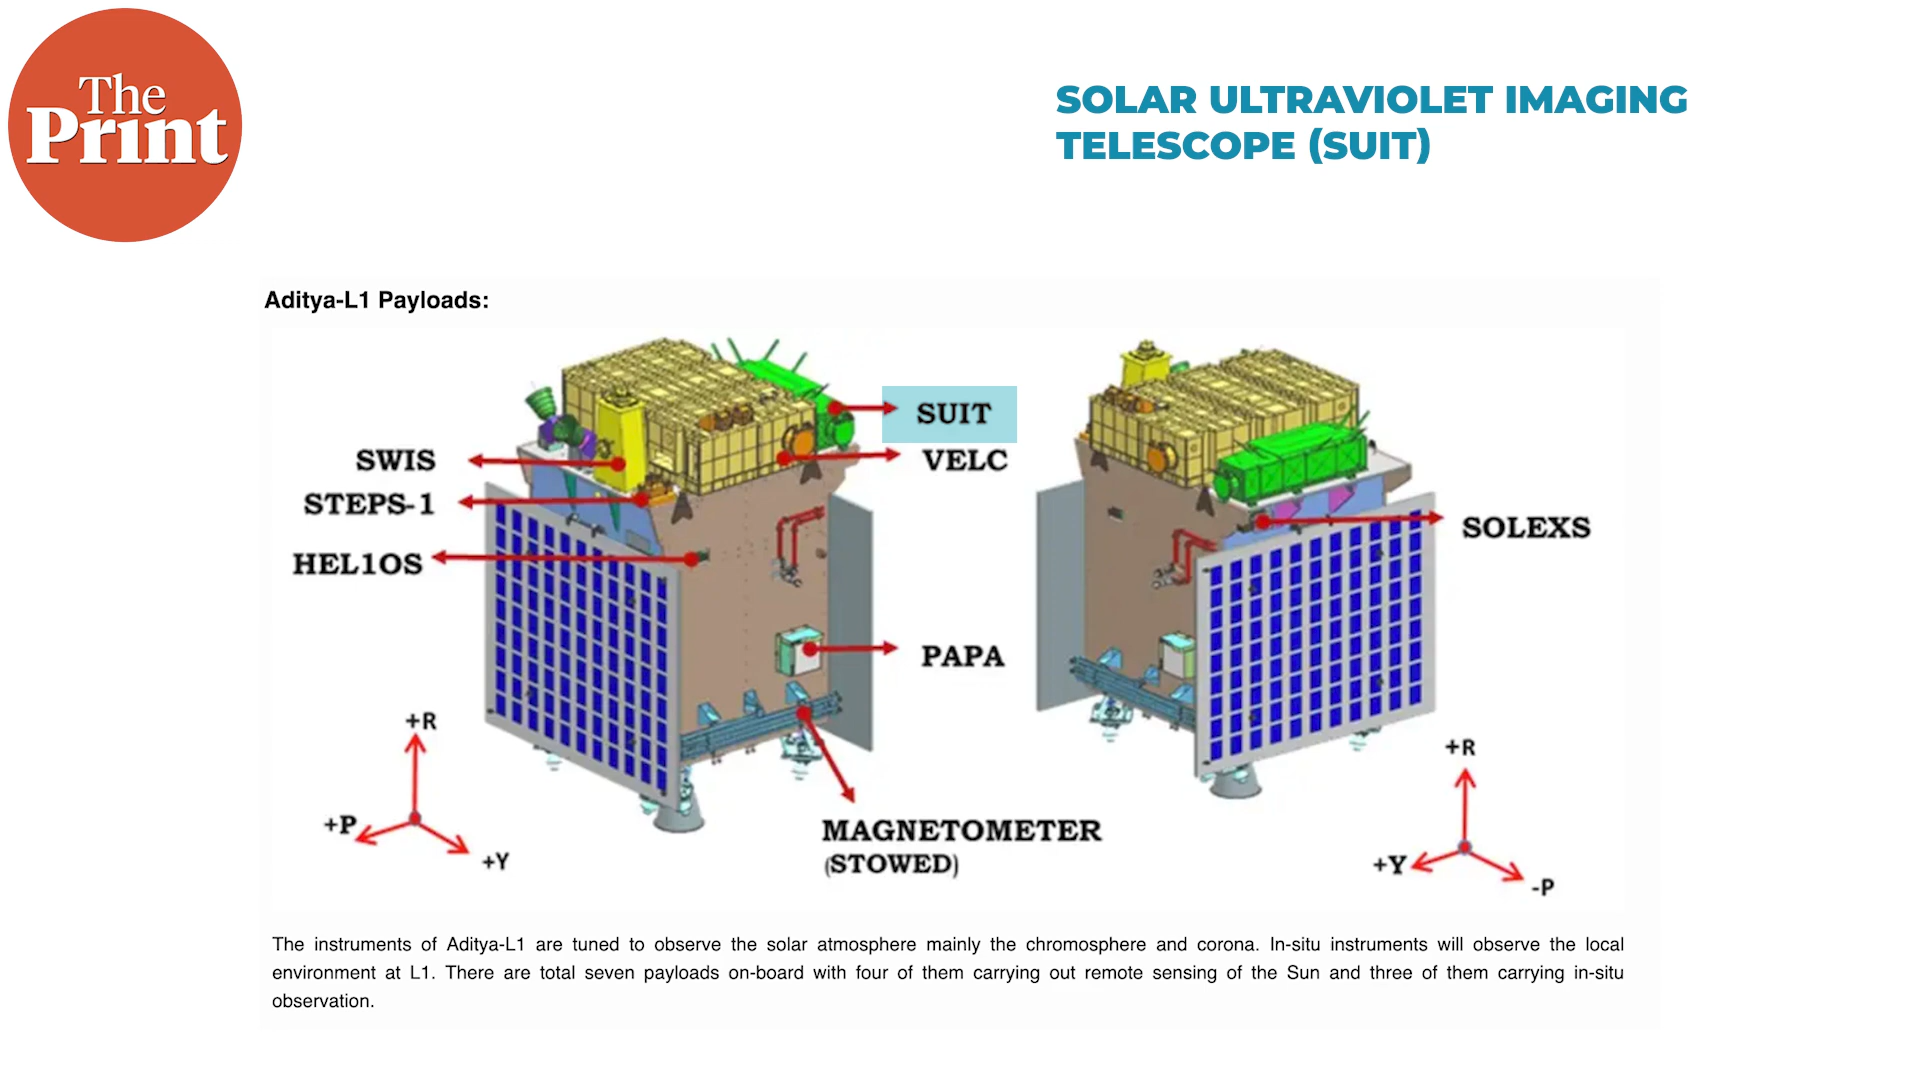 The
Print
SOLAR ULTRAVIOLET IMAGING
TELESCOPE (SUIT)
Aditya-L1 Payloads:
SUIT
SWIS
VELC
STEPS-1
HEL1OS
SOLEXS
PAPA
+R
+P
+Y
MAGNETOMETER
(STOWED)
+R
+Y
-P
The instruments of Aditya-L1 are tuned to observe the solar atmosphere mainly the chromosphere and corona. In-situ instruments will observe the local
environment at L1. There are total seven payloads on-board with four of them carrying out remote sensing of the Sun and three of them carrying in-situ
observation.